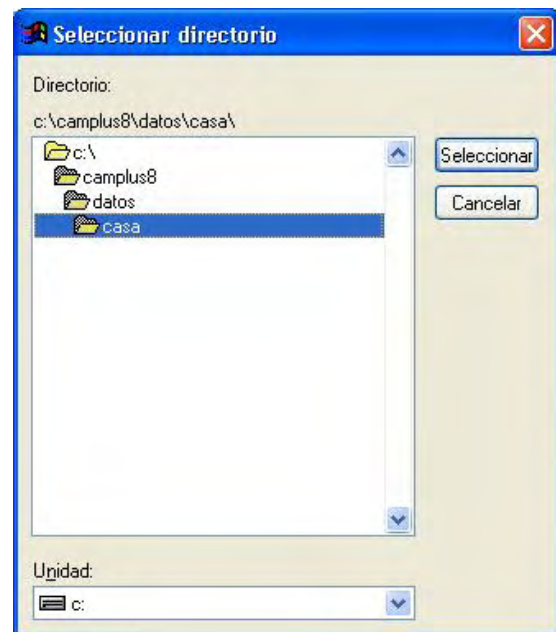 Seleccionar directorio
Directorio:
c:\camplus8\datos\casa\
c:\
camplus8
datos
casa
Seleccionar
Cancelar
Unidad:
c: